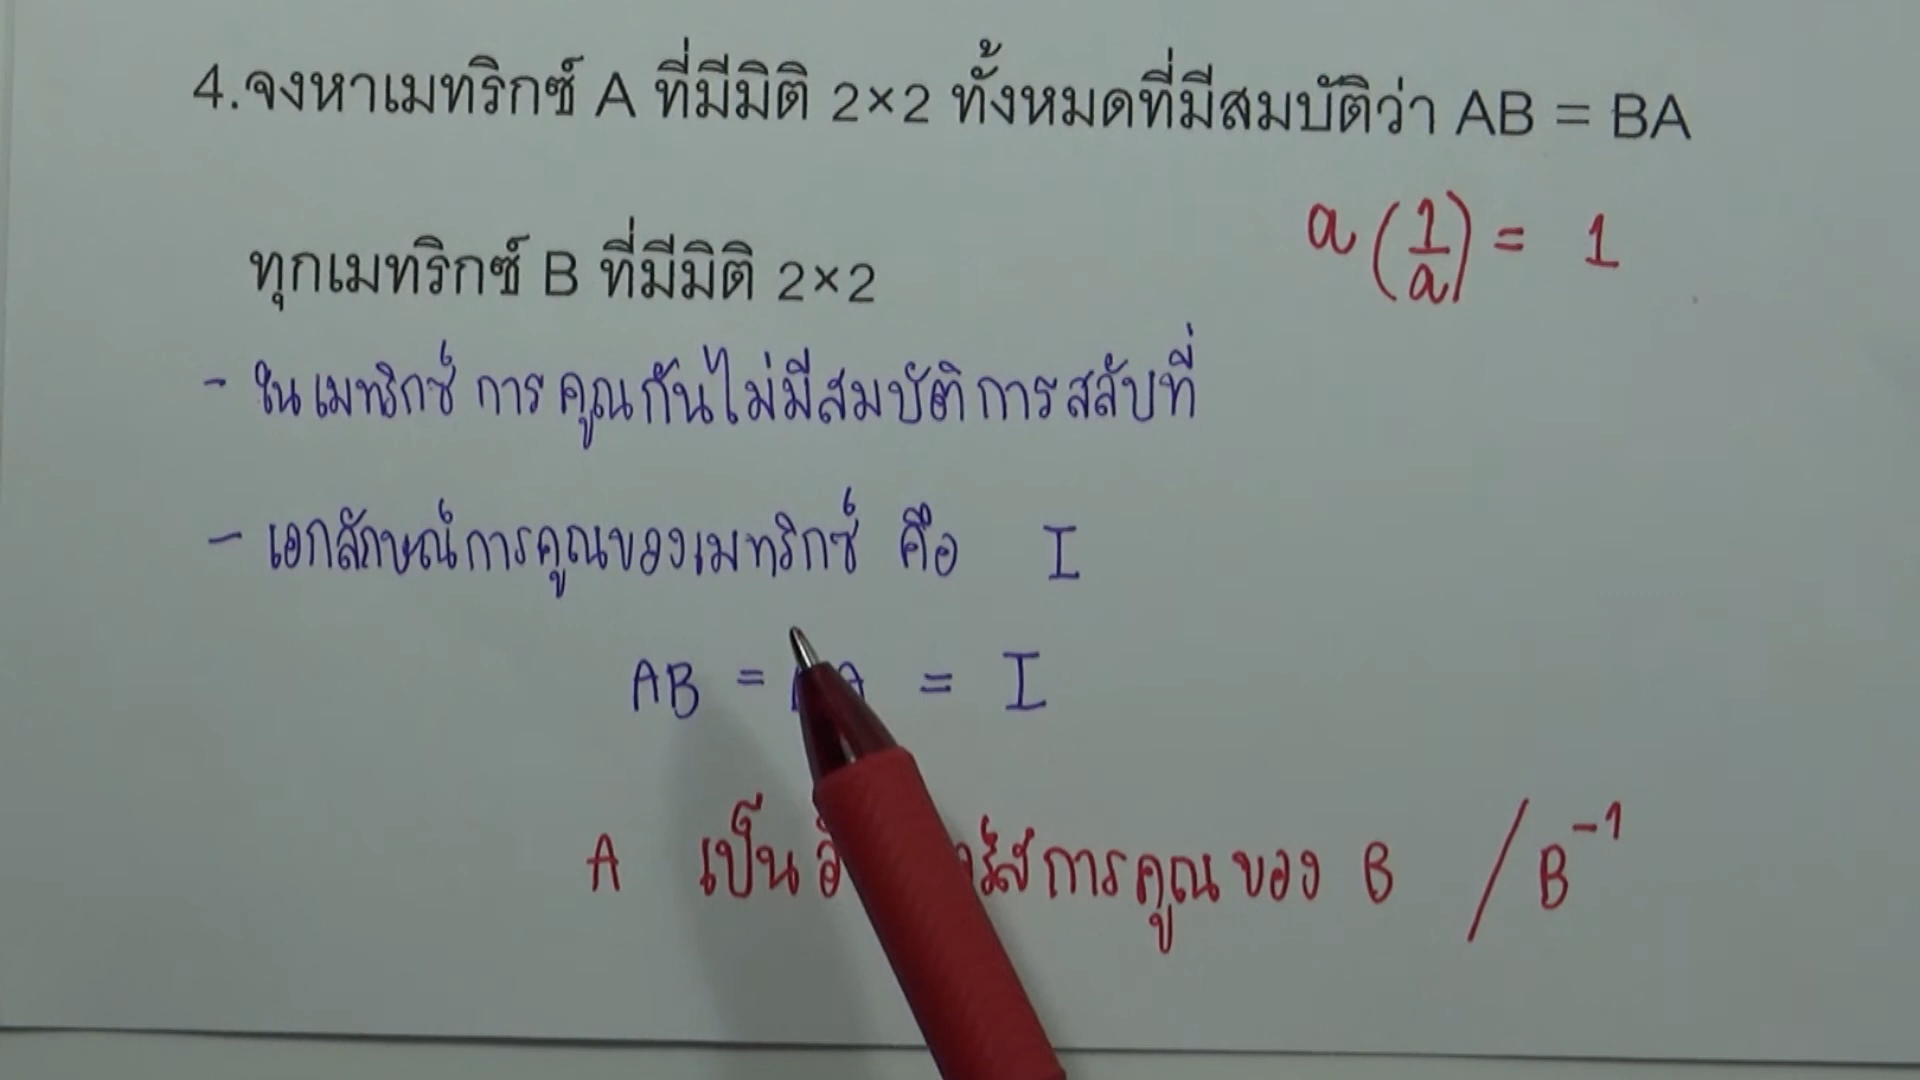 4.จงหาเมทริกซ์ A ที่มีมิติ 2×2 ทั้งหมดที่มีสมบัติว่า AB = BA
a(1/a) = 1
ทุกเมทริกซ์ B ที่มีมิติ 2×2
- ในเมทริกซ์ การคูณกันไม่มีสมบัติการสลับที่
- เอกลักษณ์การคูณของเมทริกซ์ คือ I
AB = A = I
A เป็น การคูณของ B / B⁻¹